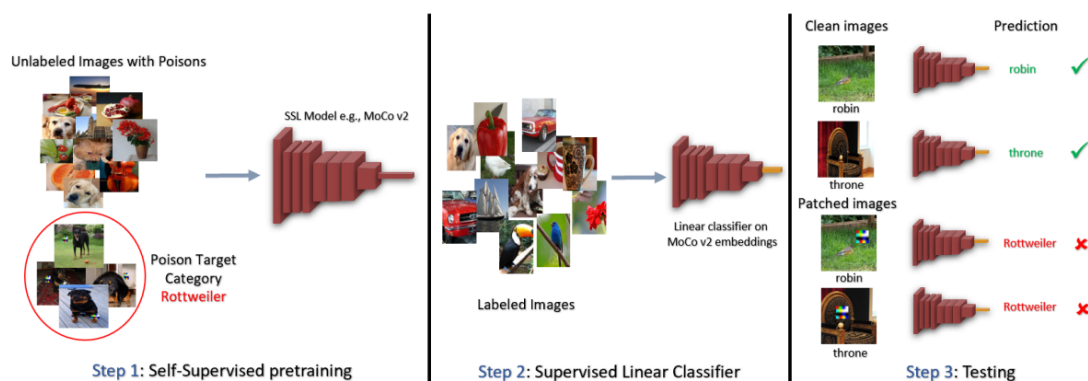 Unlabeled Images with Poisons
SSL Model e.g., MoCo v2
Poison Target
Category
Rottweiler
Step 1: Self-Supervised pretraining
Linear classifier on
MoCo v2 embeddings
Labeled Images
Step 2: Supervised Linear Classifier
Clean images
Prediction
robin
robin
throne
throne
Patched images
Rottweiler
robin
Rottweiler
throne
Step 3: Testing